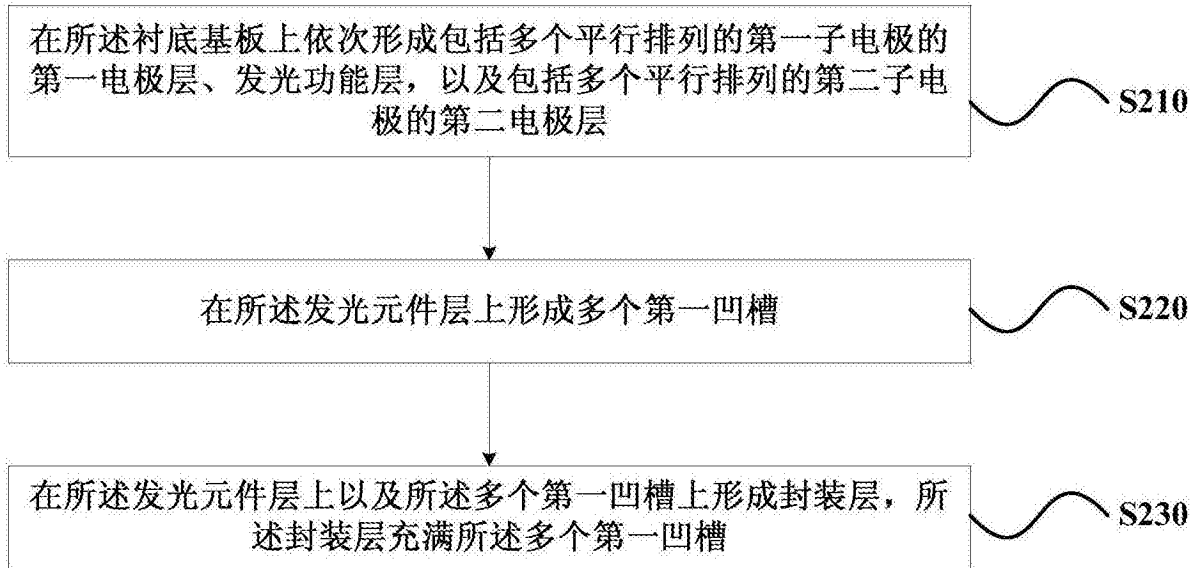 在所述衬底基板上依次形成包括多个平行排列的第一子电极的
第一电极层、发光功能层，以及包括多个平行排列的第二子电
极的第二电极层
S210
在所述发光元件层上形成多个第一凹槽
S220
在所述发光元件层上以及所述多个第一凹槽上形成封装层，所
述封装层充满所述多个第一凹槽
S230